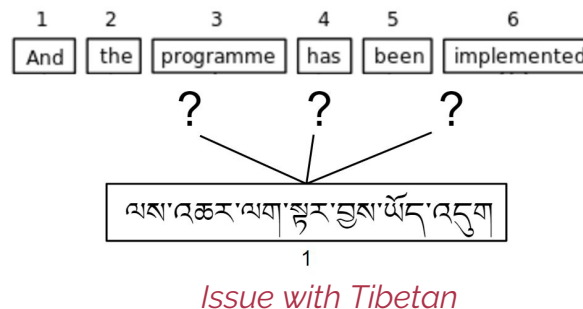 1 2 3 4 5 6
And the programme has been implemented
? ? ?
ལས་འཆར་ལག་སྟར་བྱས་ཡོད་འདུག
1
Issue with Tibetan